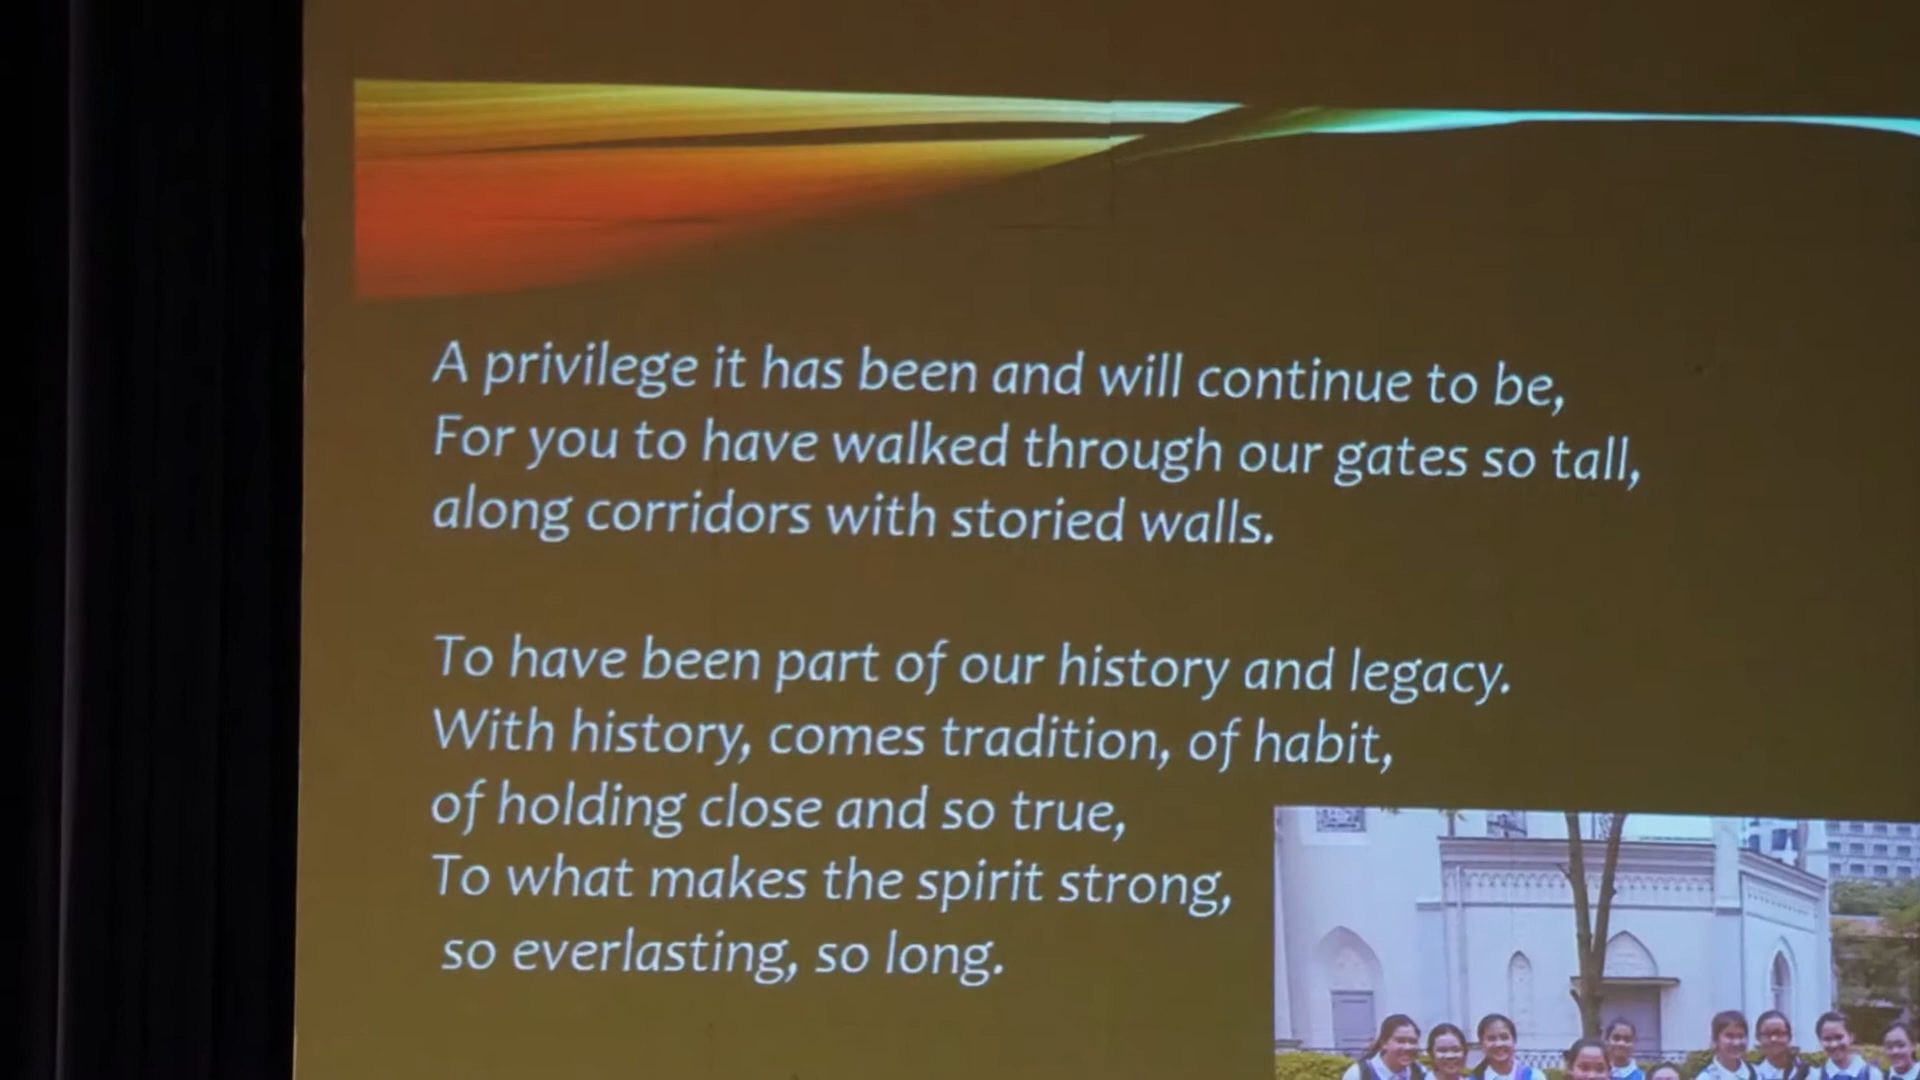 A privilege it has been and will continue to be,
For you to have walked through our gates so tall,
along corridors with storied walls.
To have been part of our history and legacy.
With history, comes tradition, of habit,
of holding close and so true,
To what makes the spirit strong,
so everlasting, so long.